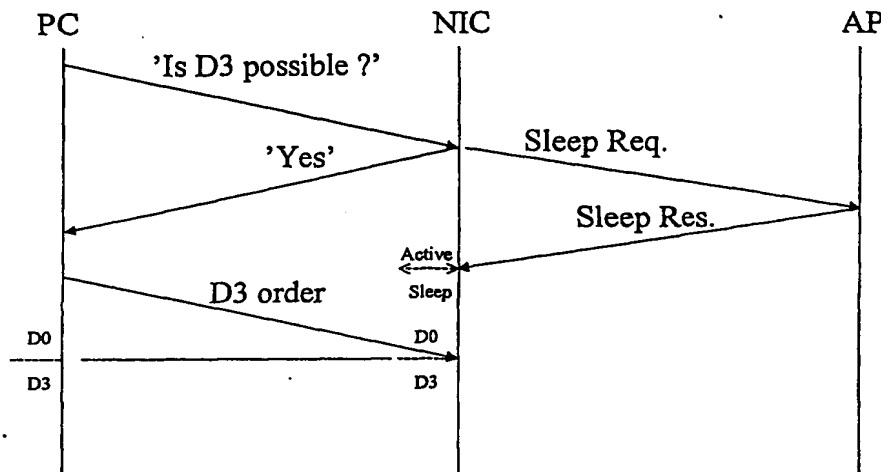 PC NIC AP
'Is D3 possible ?'
Sleep Req.
'Yes'
Sleep Res.
Active
Sleep
D3 order
D0 D0
D3 D3